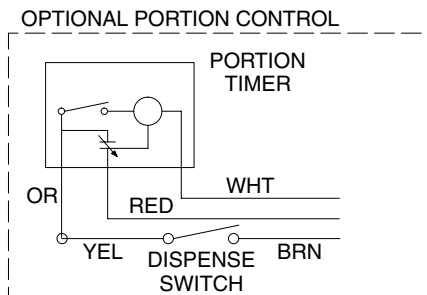 OPTIONAL PORTION CONTROL
PORTION
TIMER
WHT
OR
RED
YEL
DISPENSE
SWITCH
BRN